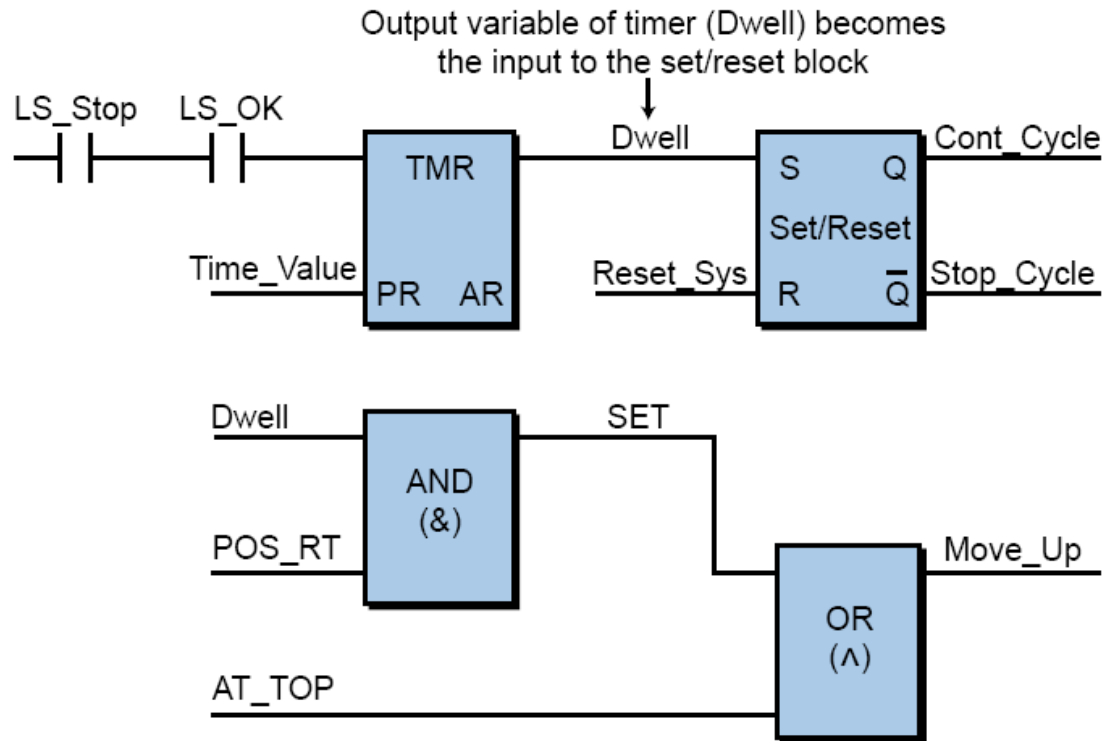 Output variable of timer (Dwell) becomes
the input to the set/reset block
LS_Stop LS_OK
Dwell
Cont_Cycle
TMR
S Q
Set/Reset
Time_Value
PR AR
Reset_Sys
R Q̅
Stop_Cycle
Dwell
SET
AND
(&)
POS_RT
Move_Up
OR
(∧)
AT_TOP